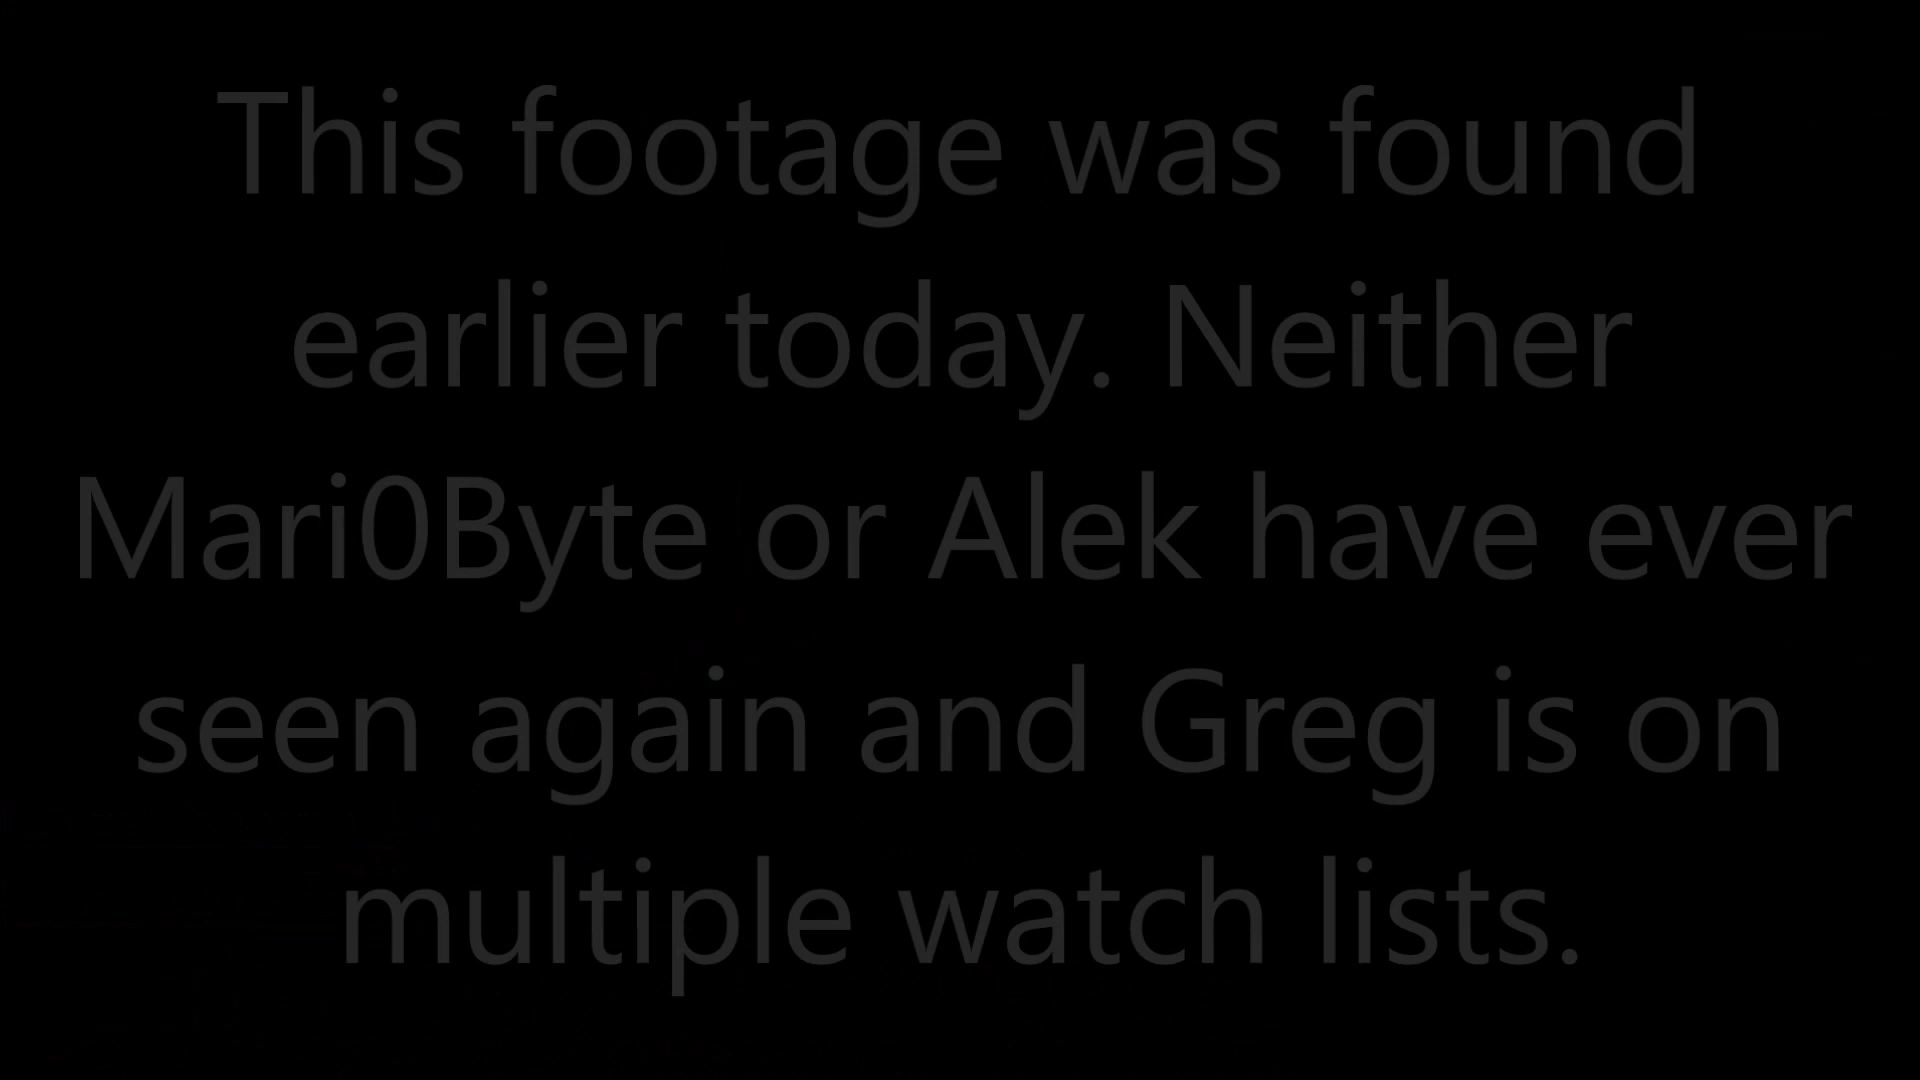 This footage was found
earlier today. Neither
Mari0Byte or Alek have ever
seen again and Greg is on
multiple watch lists.